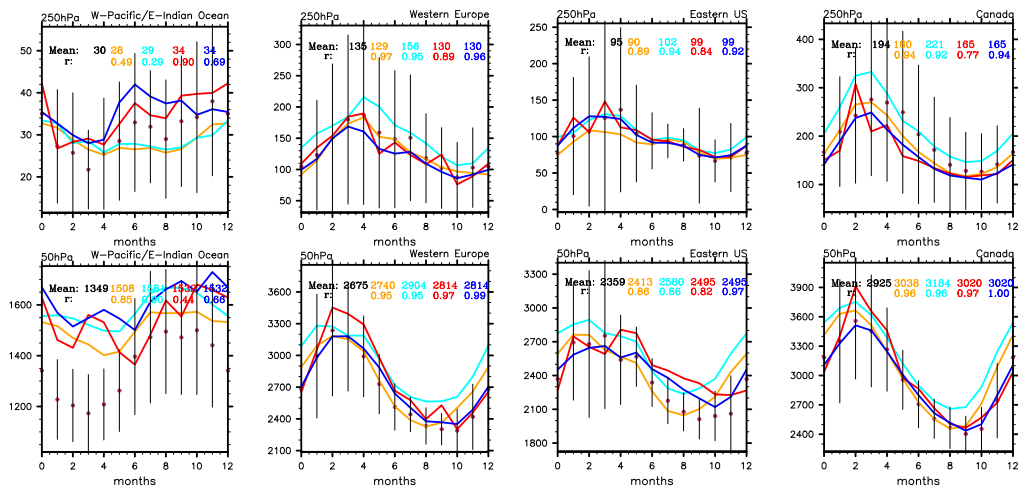 250hPa W-Pacific/E-Indian Ocean
Mean: 30 28 29 34 34
r: 0.49 0.29 0.90 0.69
50
40
30
20
0 2 4 6 8 10 12
months
250hPa Western Europe
Mean: 135 129 156 130 130
r: 0.97 0.95 0.89 0.96
300
250
200
150
100
50
0 2 4 6 8 10 12
months
250hPa Eastern US
Mean: 95 90 102 99 99
r: 0.89 0.94 0.84 0.92
250
200
150
100
50
0
0 2 4 6 8 10 12
months
250hPa Canada
Mean: 194 180 221 165 165
r: 0.94 0.92 0.77 0.94
400
300
200
100
0 2 4 6 8 10 12
months
50hPa W-Pacific/E-Indian Ocean
Mean: 1349 1508 1532
r: 0.85 0.44 0.66
1600
1400
1200
0 2 4 6 8 10 12
months
50hPa Western Europe
Mean: 2675 2740 2904 2814 2814
r: 0.95 0.95 0.97 0.99
3600
3300
3000
2700
2400
2100
0 2 4 6 8 10 12
months
50hPa Eastern US
Mean: 2359 2413 2560 2495 2495
r: 0.86 0.86 0.82 0.97
3300
3000
2700
2400
2100
1800
0 2 4 6 8 10 12
months
50hPa Canada
Mean: 2925 3038 3184 3020 3020
r: 0.96 0.96 0.97 1.00
3900
3600
3300
3000
2700
2400
0 2 4 6 8 10 12
months